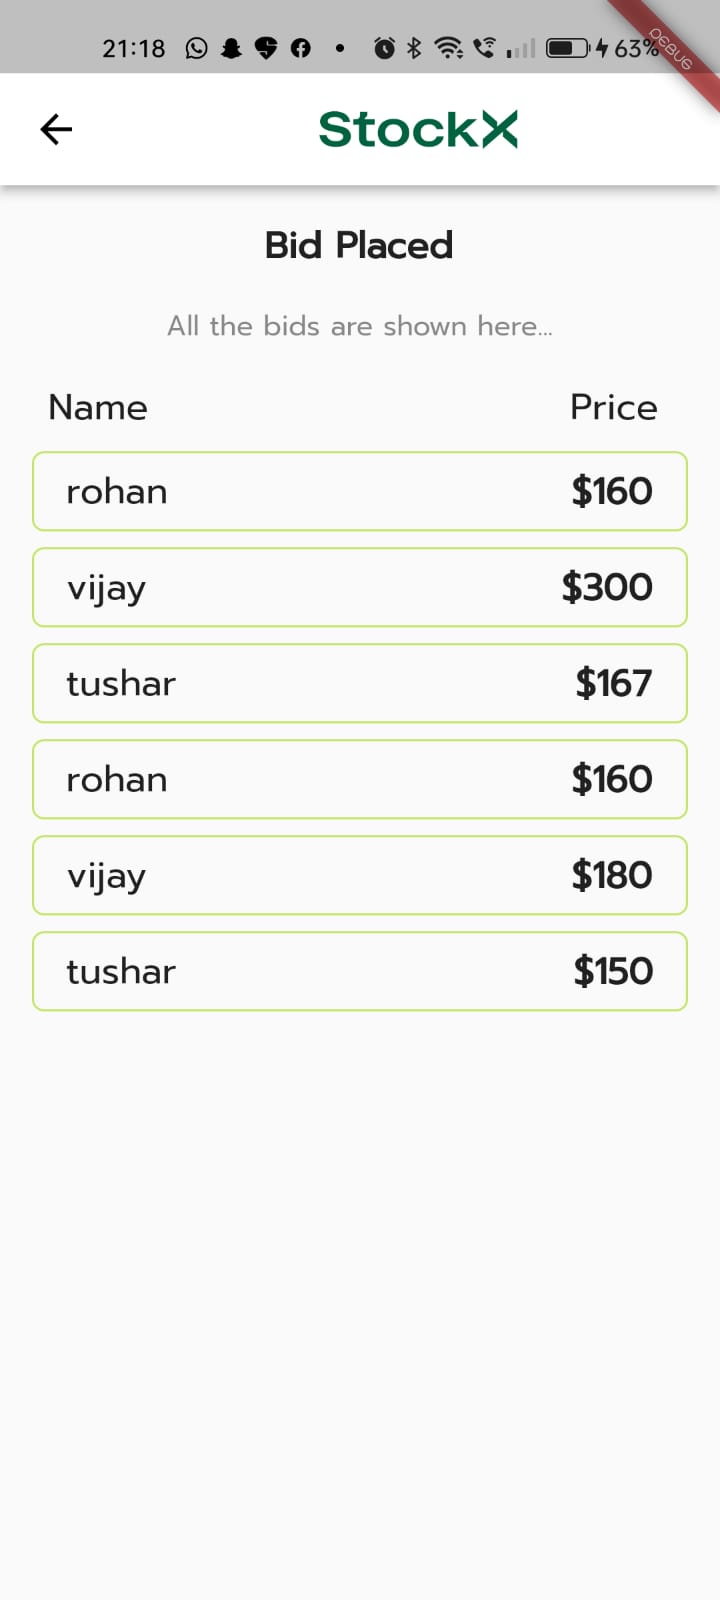 21:18 63%
DEBUG
StockX
Bid Placed
All the bids are shown here...
Name Price
rohan $160
vijay $300
tushar $167
rohan $160
vijay $180
tushar $150